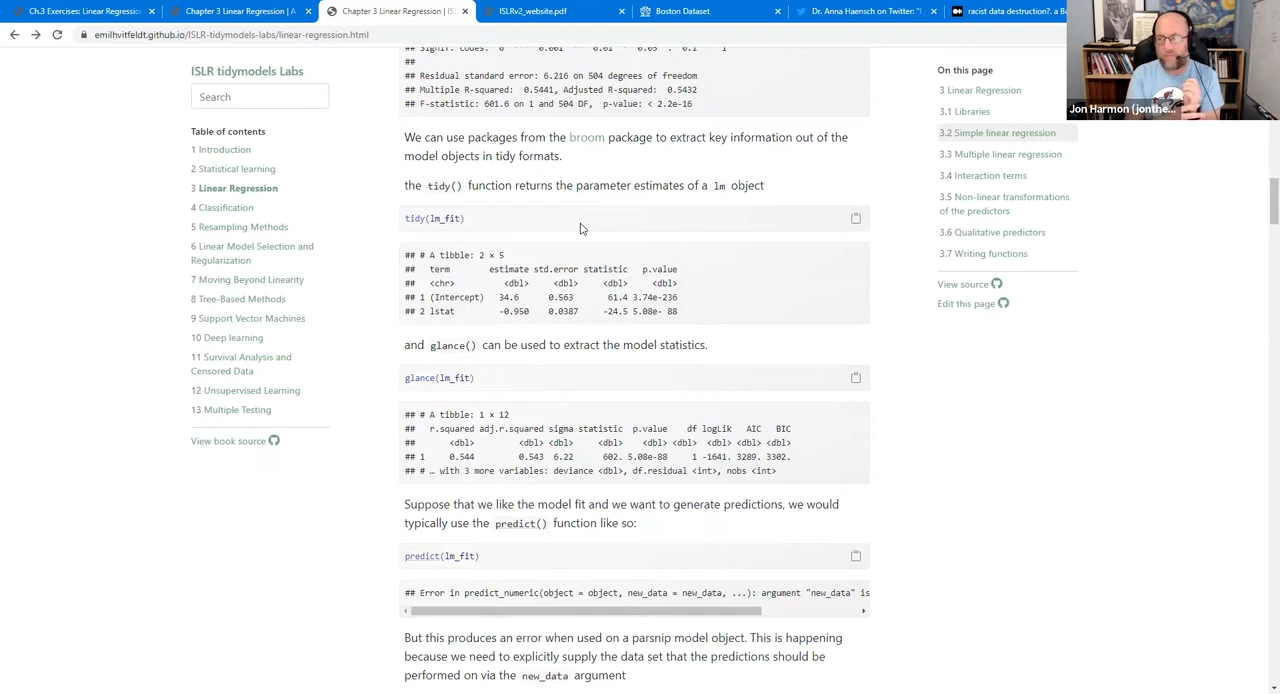 Ch.3 Exercises: Linear Regressio
Chapter 3 Linear Regression | A
Chapter 3 Linear Regression | ISL
ISLRv2_website.pdf
Boston Dataset
Dr. Anna Haensch on Twitter: "I
racist data destruction?. a Bo
emilhvitfeldt.github.io/ISLR-tidymodels-labs/linear-regression.html
Jon Harmon (jonthe...
ISLR tidymodels Labs
Search
Table of contents
1 Introduction
2 Statistical learning
3 Linear Regression
4 Classification
5 Resampling Methods
6 Linear Model Selection and
Regularization
7 Moving Beyond Linearity
8 Tree-Based Methods
9 Support Vector Machines
10 Deep learning
11 Survival Analysis and
Censored Data
12 Unsupervised Learning
13 Multiple Testing
View book source
##
## Residual standard error: 6.216 on 504 degrees of freedom
## Multiple R-squared:  0.5441, Adjusted R-squared:  0.5432
## F-statistic: 601.6 on 1 and 504 DF,  p-value: < 2.2e-16
We can use packages from the broom package to extract key information out of the
model objects in tidy formats.
the tidy() function returns the parameter estimates of a lm object
tidy(lm_fit)
## # A tibble: 2 × 5
##   term        estimate std.error statistic   p.value
##   <chr>          <dbl>     <dbl>     <dbl>     <dbl>
## 1 (Intercept)   34.6      0.563       61.4 3.74e-236
## 2 lstat         -0.950    0.0387     -24.5 5.08e- 88
and glance() can be used to extract the model statistics.
glance(lm_fit)
## # A tibble: 1 × 12
##   r.squared adj.r.squared sigma statistic  p.value    df logLik   AIC   BIC
##       <dbl>         <dbl> <dbl>     <dbl>    <dbl> <dbl>  <dbl> <dbl> <dbl>
## 1     0.544         0.543  6.22      602. 5.08e-88     1 -1641. 3289. 3302.
## # … with 3 more variables: deviance <dbl>, df.residual <int>, nobs <int>
Suppose that we like the model fit and we want to generate predictions, we would
typically use the predict() function like so:
predict(lm_fit)
## Error in predict_numeric(object = object, new_data = new_data, ...): argument "new_data" is
But this produces an error when used on a parsnip model object. This is happening
because we need to explicitly supply the data set that the predictions should be
performed on via the new_data argument
On this page
3 Linear Regression
3.1 Libraries
3.2 Simple linear regression
3.3 Multiple linear regression
3.4 Interaction terms
3.5 Non-linear transformations
of the predictors
3.6 Qualitative predictors
3.7 Writing functions
View source
Edit this page